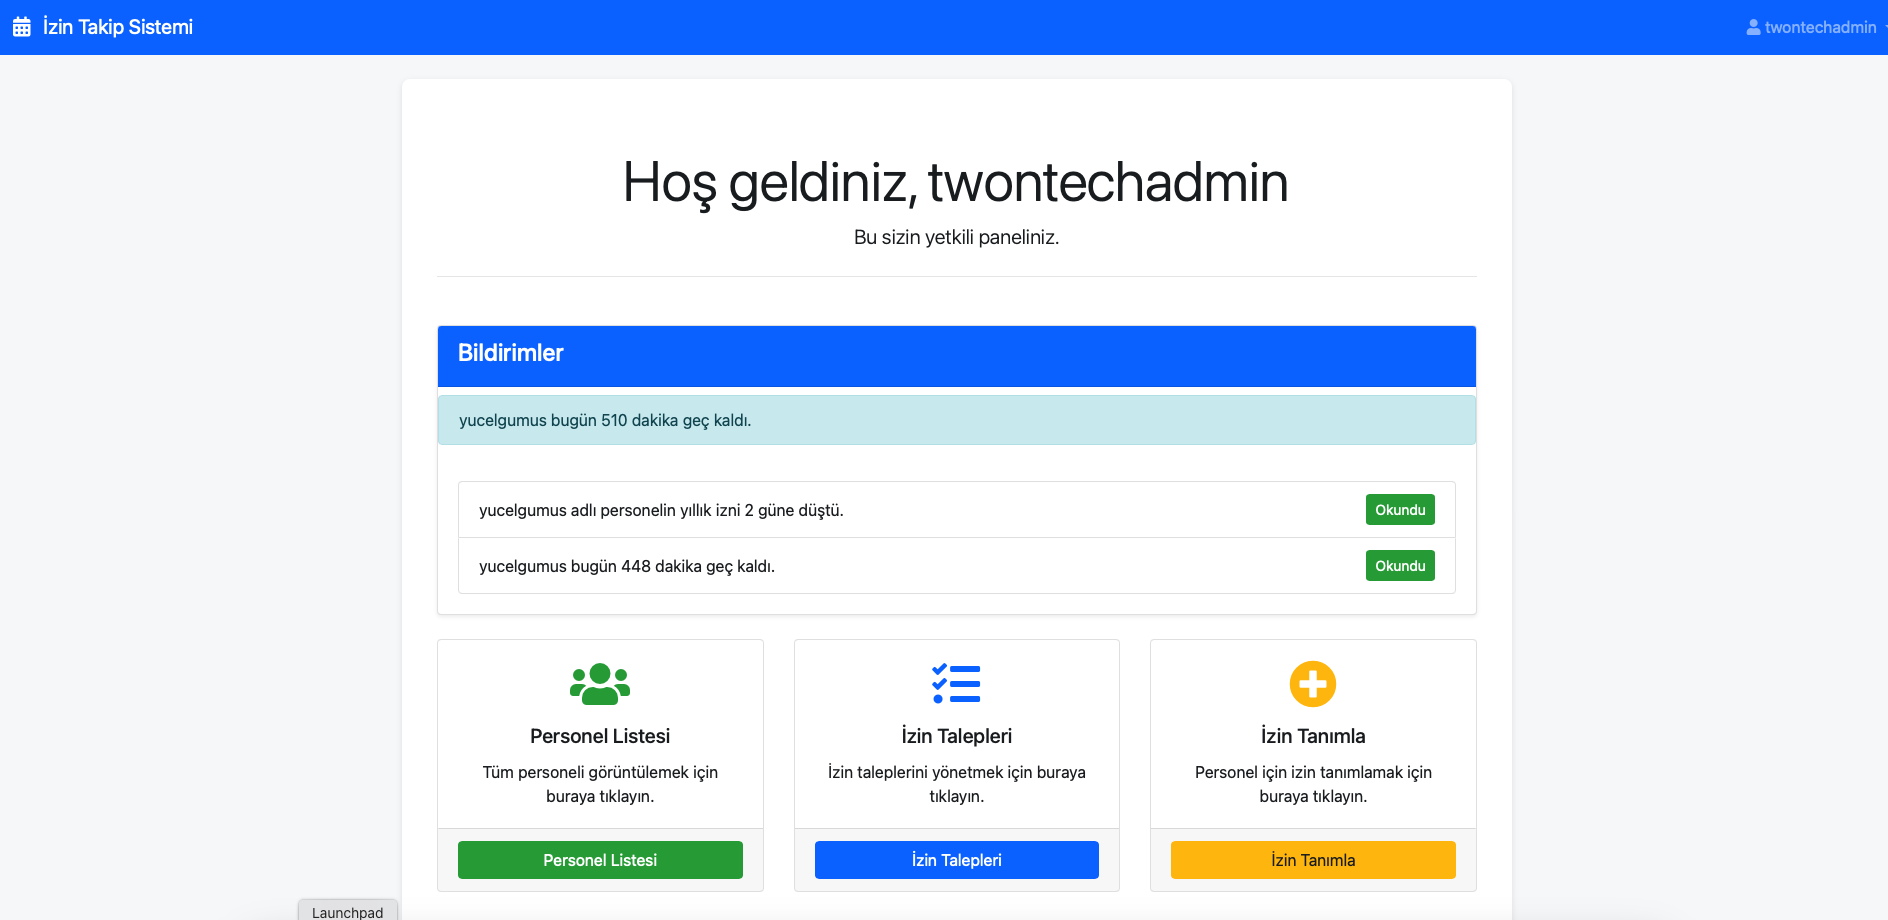 İzin Takip Sistemi
twontechadmin
Hoş geldiniz, twontechadmin
Bu sizin yetkili paneliniz.
Bildirimler
yucelgumus bugün 510 dakika geç kaldı.
yucelgumus adlı personelin yıllık izni 2 güne düştü.
Okundu
yucelgumus bugün 448 dakika geç kaldı.
Okundu
Personel Listesi
Tüm personeli görüntülemek için
buraya tıklayın.
Personel Listesi
İzin Talepleri
İzin taleplerini yönetmek için buraya
tıklayın.
İzin Talepleri
İzin Tanımla
Personel için izin tanımlamak için
buraya tıklayın.
İzin Tanımla
Launchpad